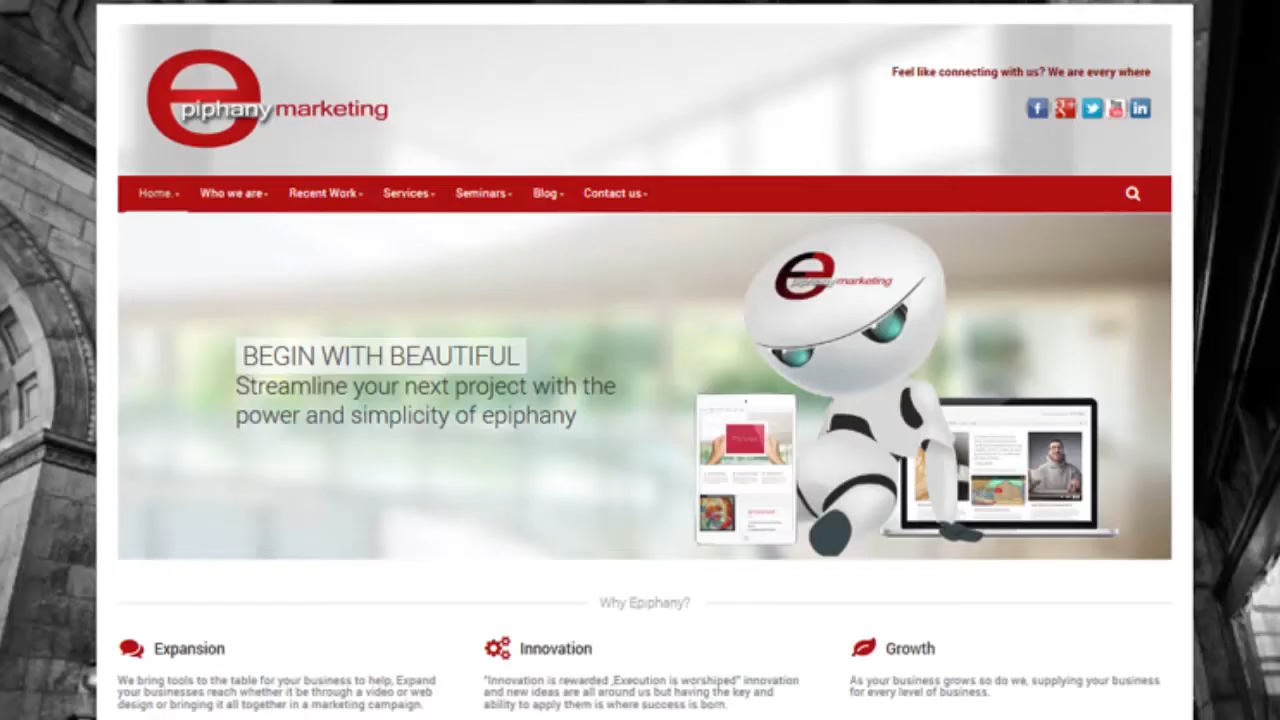 Feel like connecting with us? We are every where
epiphany marketing
Home
Who we are
Recent Work
Services
Seminars
Blog
Contact us
epiphany marketing
BEGIN WITH BEAUTIFUL
Streamline your next project with the
power and simplicity of epiphany
Why Epiphany?
Expansion
We bring tools to the table for your business to help, Expand
your businesses reach whether it be through a video or web
design or bringing it all together in a marketing campaign.
Innovation
"Innovation is rewarded ,Execution is worshiped" innovation
and new ideas are all around us but having the key and
ability to apply them is where success is born.
Growth
As your business grows so do we, supplying your business
for every level of business.